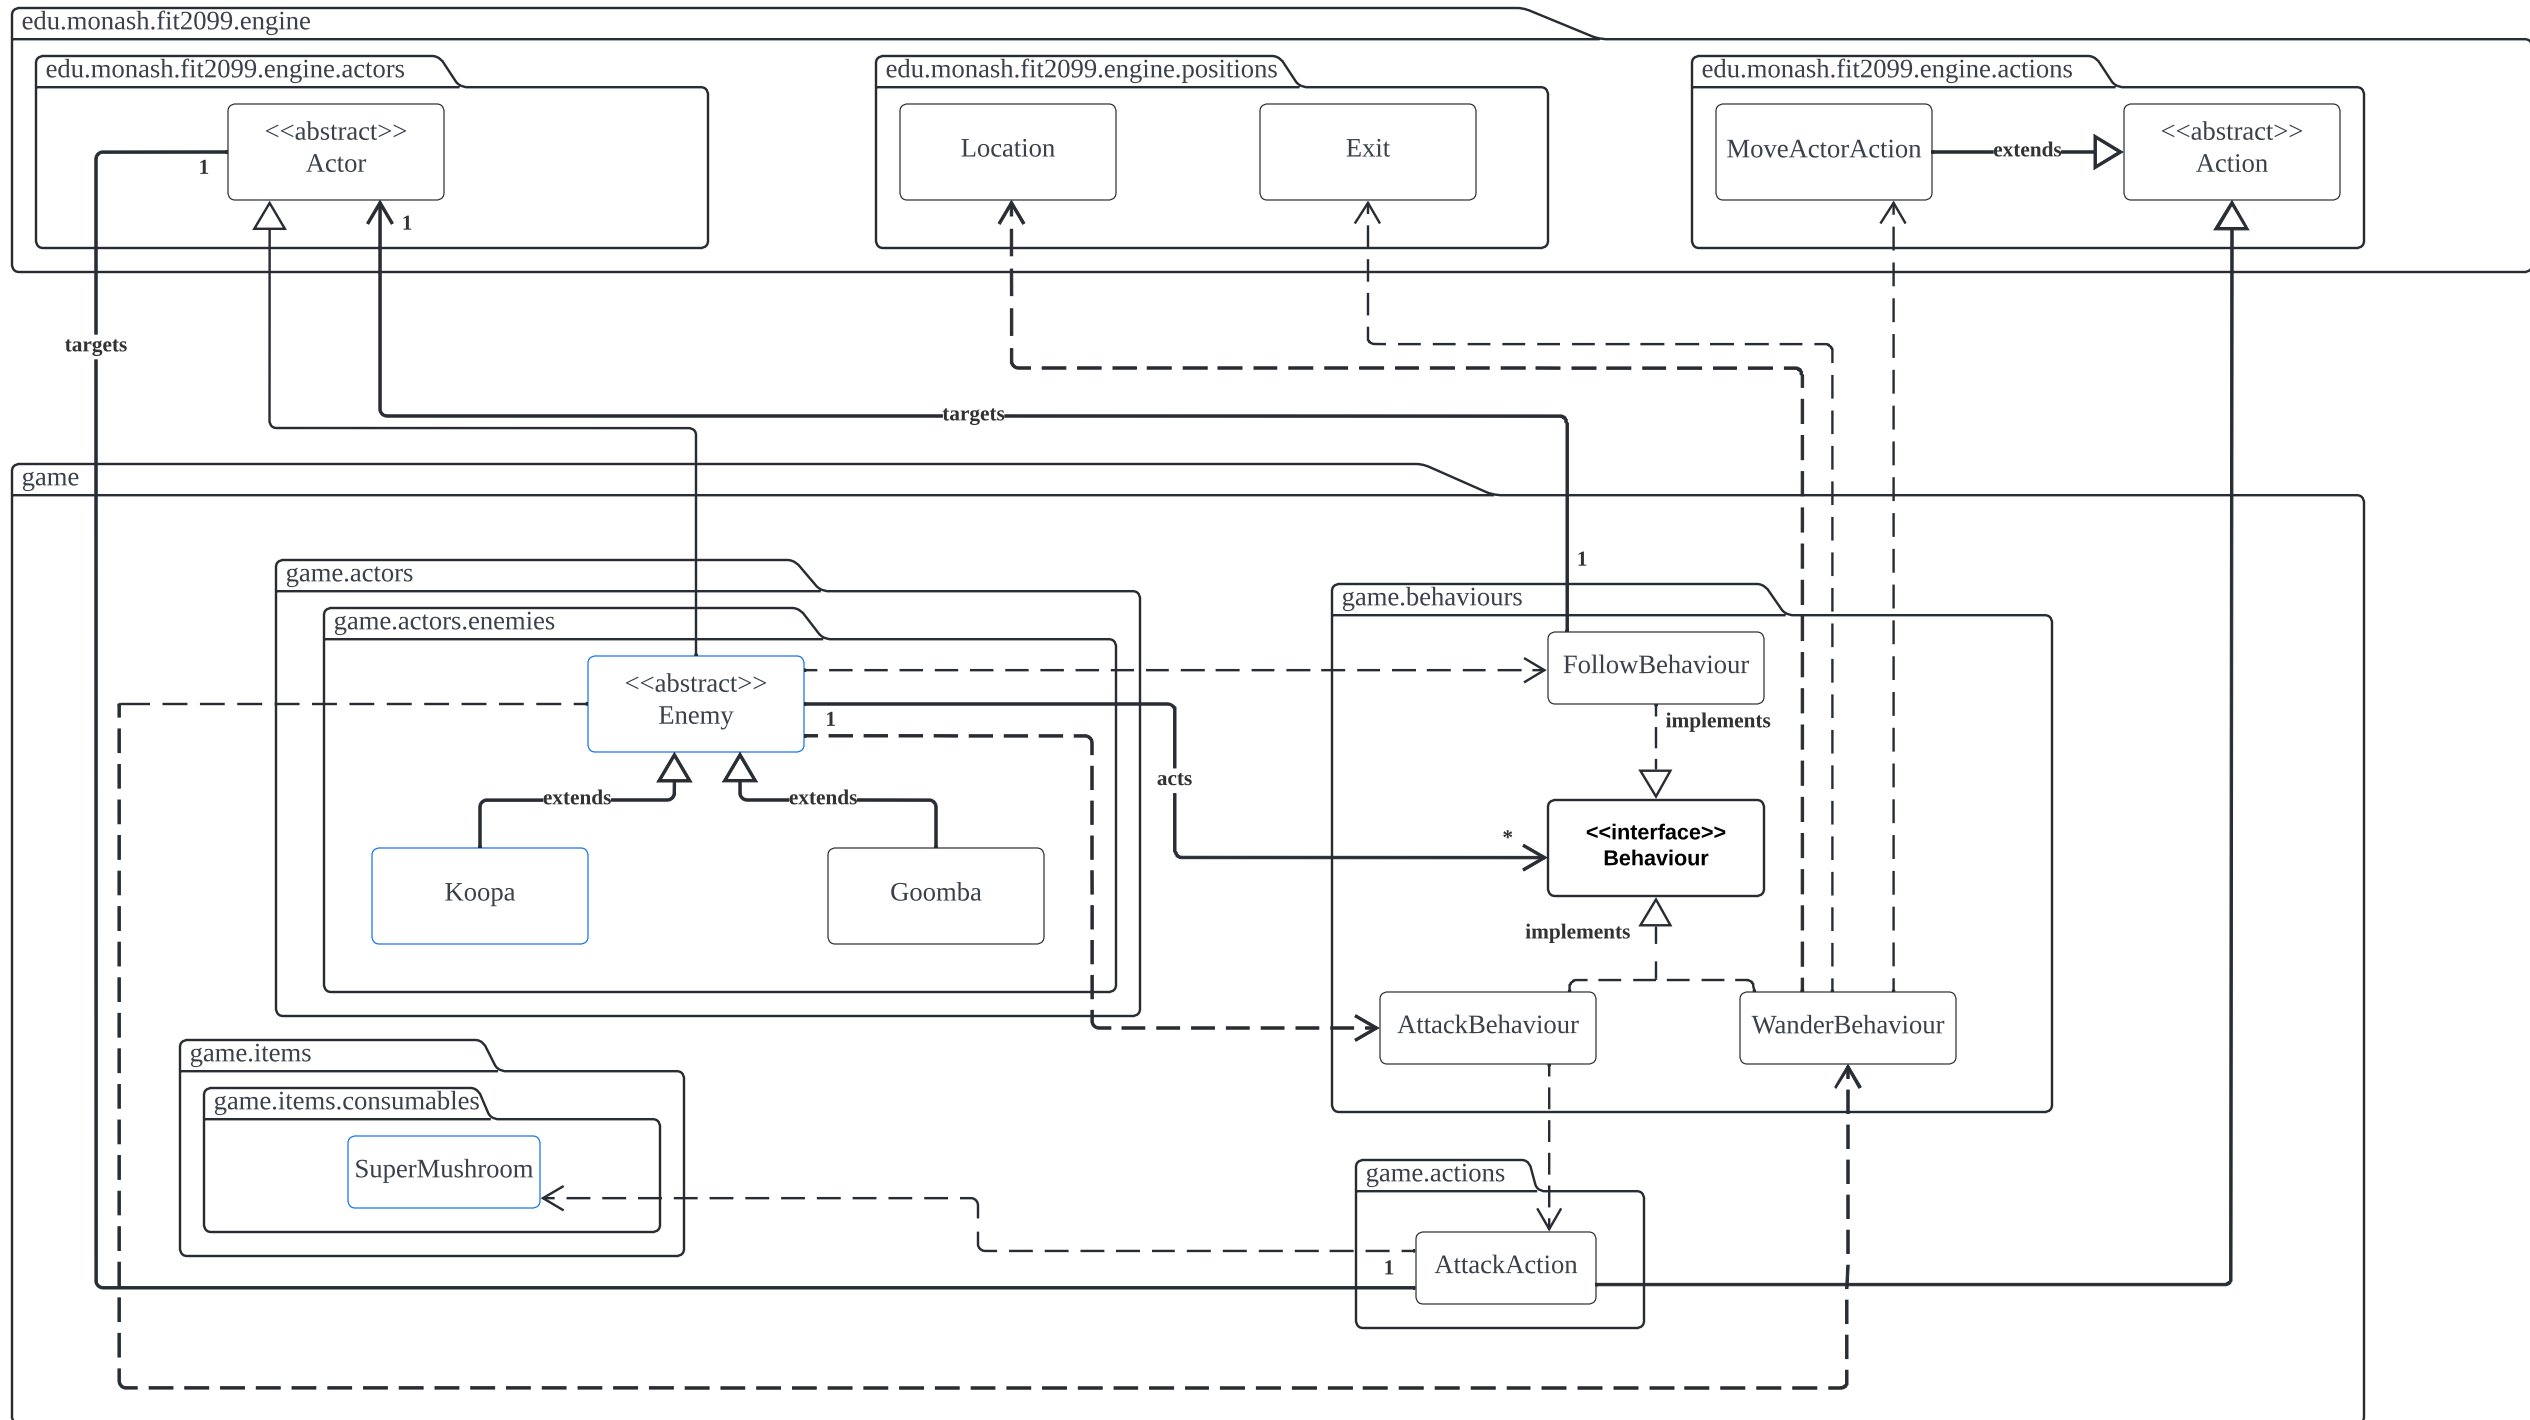 edu.monash.fit2099.engine
edu.monash.fit2099.engine.actors
edu.monash.fit2099.engine.positions
edu.monash.fit2099.engine.actions
<<abstract>>
Actor
1
1
Location
Exit
MoveActorAction
extends
<<abstract>>
Action
targets
targets
game
1
game.actors
game.actors.enemies
game.behaviours
<<abstract>>
Enemy
1
FollowBehaviour
implements
acts
extends
extends
*
<<interface>>
Behaviour
Koopa
Goomba
implements
AttackBehaviour
WanderBehaviour
game.items
game.items.consumables
SuperMushroom
game.actions
1
AttackAction